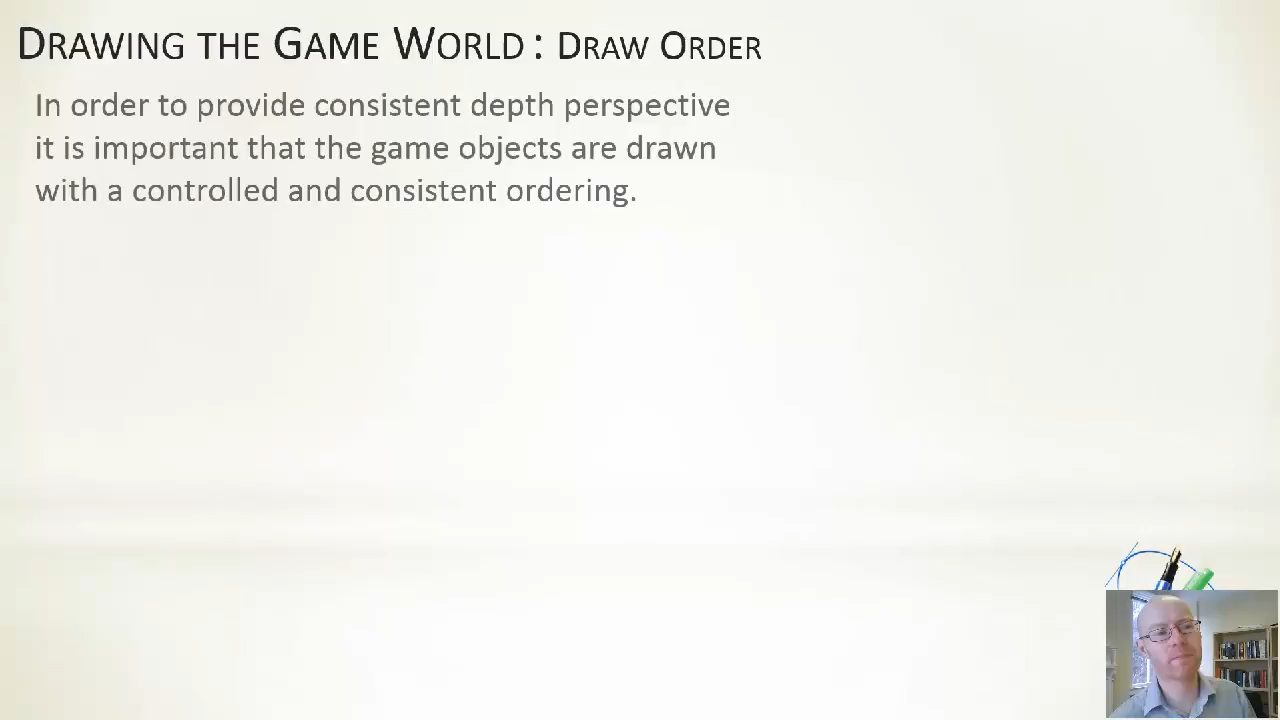 Drawing the Game World : Draw Order
In order to provide consistent depth perspective
it is important that the game objects are drawn
with a controlled and consistent ordering.